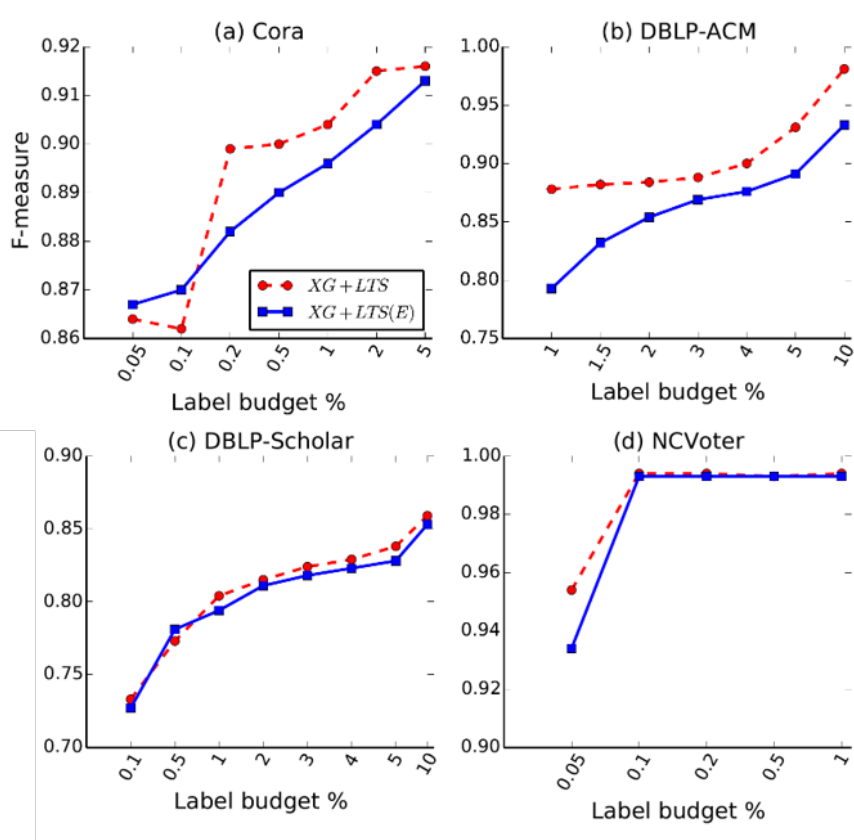 (a) Cora
F-measure
0.92
0.91
0.90
0.89
0.88
0.87
0.86
XG+LTS
XG+LTS(E)
0.05 0.1 0.2 0.5 1 2 5
Label budget %
(b) DBLP-ACM
1.00
0.95
0.90
0.85
0.80
0.75
1 1.5 2 3 4 5 10
Label budget %
(c) DBLP-Scholar
0.90
0.85
0.80
0.75
0.70
0.1 0.5 1 2 3 4 5 10
Label budget %
(d) NCVoter
1.00
0.98
0.96
0.94
0.92
0.90
0.05 0.1 0.2 0.5 1
Label budget %